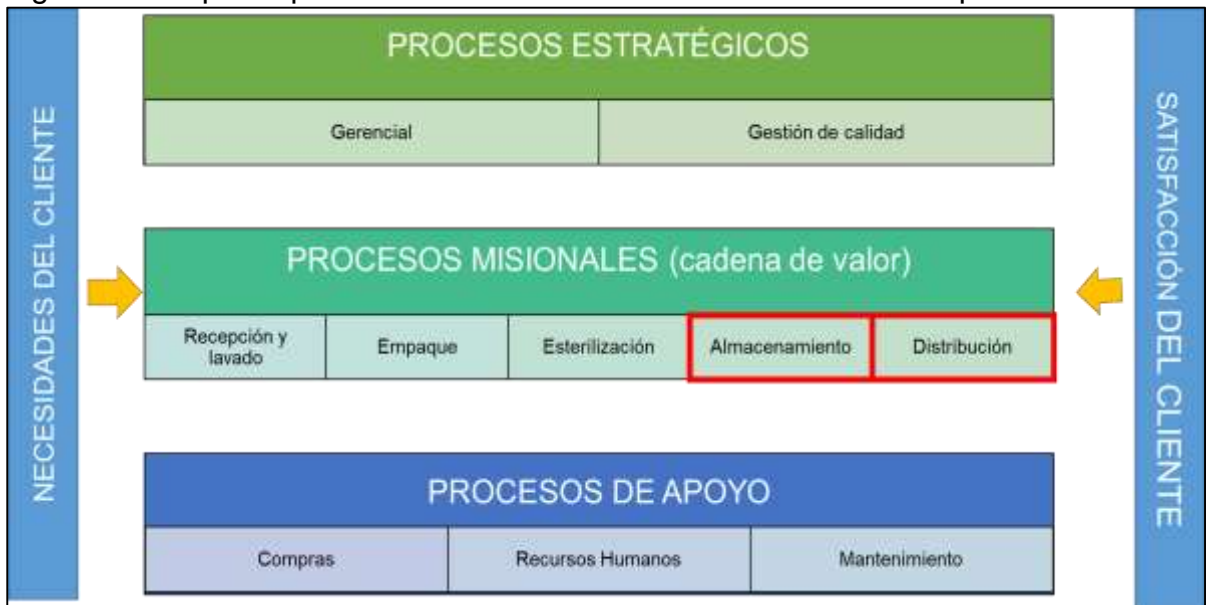 NECESIDADES DEL CLIENTE
PROCESOS ESTRATÉGICOS
Gerencial
Gestión de calidad
PROCESOS MISIONALES (cadena de valor)
Recepción y
lavado
Empaque
Esterilización
Almacenamiento
Distribución
PROCESOS DE APOYO
Compras
Recursos Humanos
Mantenimiento
SATISFACCIÓN DEL CLIENTE